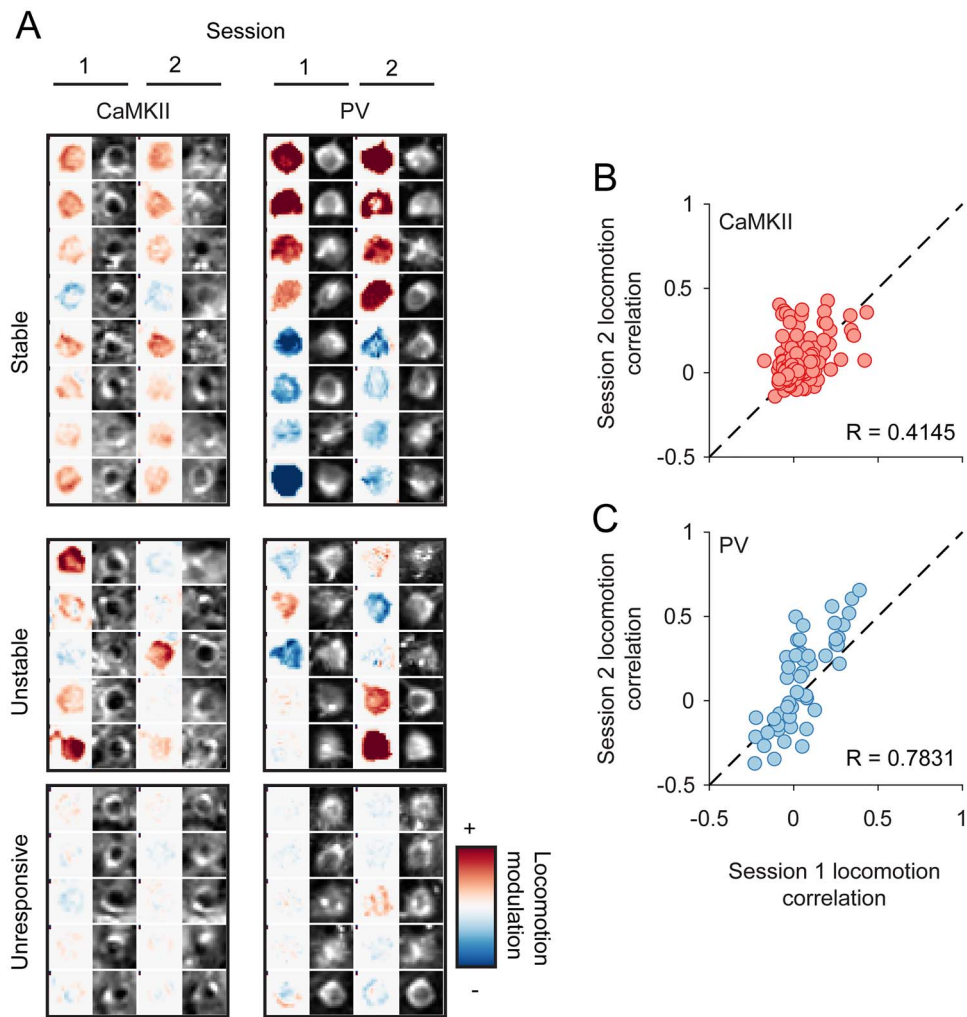 A
Session
1
2
1
2
CaMKII
PV
Stable
Unstable
Unresponsive
+
Locomotion
modulation
-
B
1
CaMKII
0.5
0
-0.5
Session 2 locomotion
correlation
R = 0.4145
C
1
PV
0.5
0
-0.5
Session 2 locomotion
correlation
R = 0.7831
-0.5
0
0.5
1
Session 1 locomotion
correlation